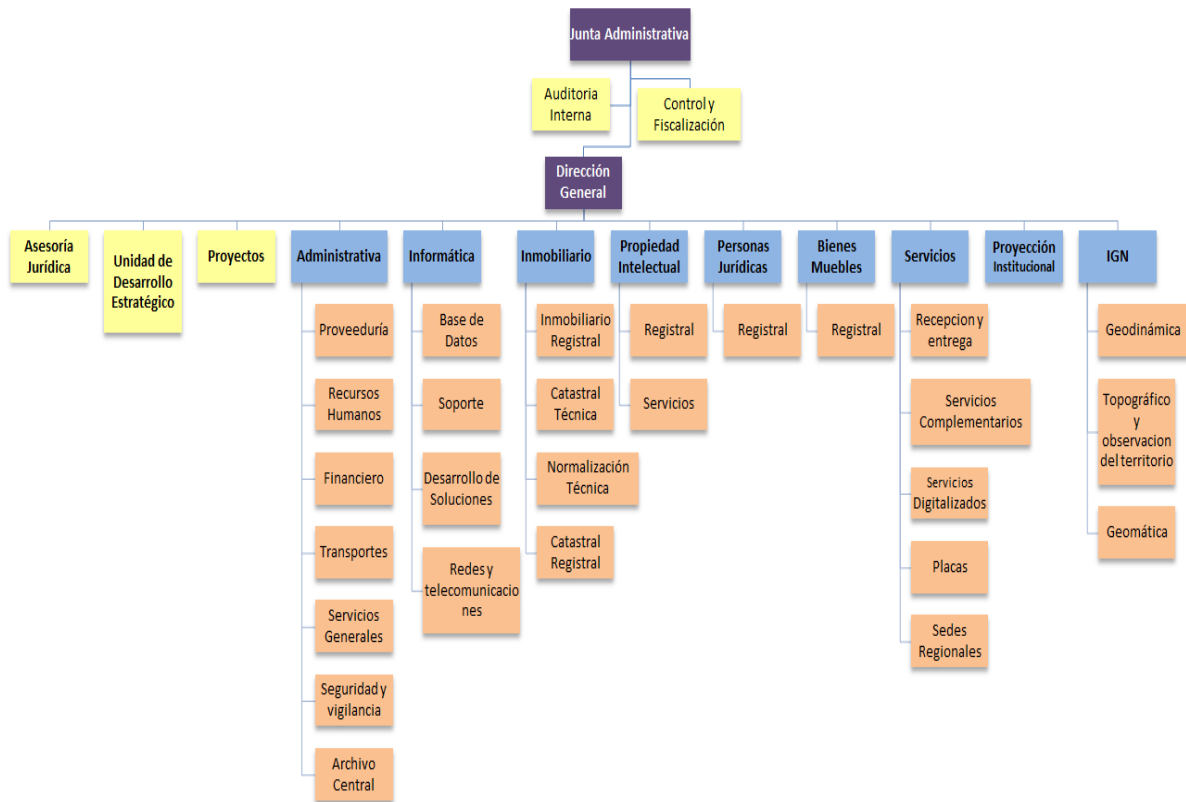 Junta Administrativa
Auditoria
Interna
Control y
Fiscalización
Dirección
General
Asesoría
Jurídica
Unidad de
Desarrollo
Estratégico
Proyectos
Administrativa
Informática
Inmobiliario
Propiedad
Intelectual
Personas
Jurídicas
Bienes
Muebles
Servicios
Proyección
Institucional
IGN
Proveeduría
Recursos
Humanos
Financiero
Transportes
Servicios
Generales
Seguridad y
vigilancia
Archivo
Central
Base de
Datos
Soporte
Desarrollo de
Soluciones
Redes y
telecomunicacio
nes
Inmobiliario
Registral
Catastral
Técnica
Normalización
Técnica
Catastral
Registral
Registral
Servicios
Registral
Registral
Recepcion y
entrega
Servicios
Complementarios
Servicios
Digitalizados
Placas
Sedes
Regionales
Geodinámica
Topográfico
y
observacion
del territorio
Geomática